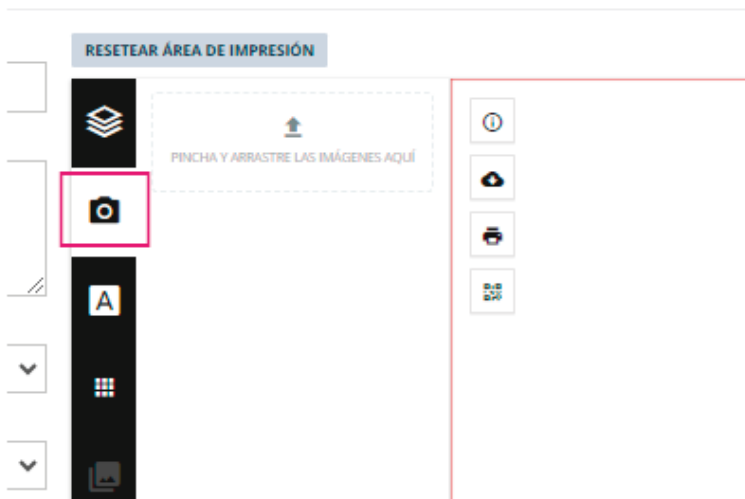 RESETEAR ÁREA DE IMPRESIÓN
PINCHA Y ARRASTRE LAS IMÁGENES AQUÍ
A